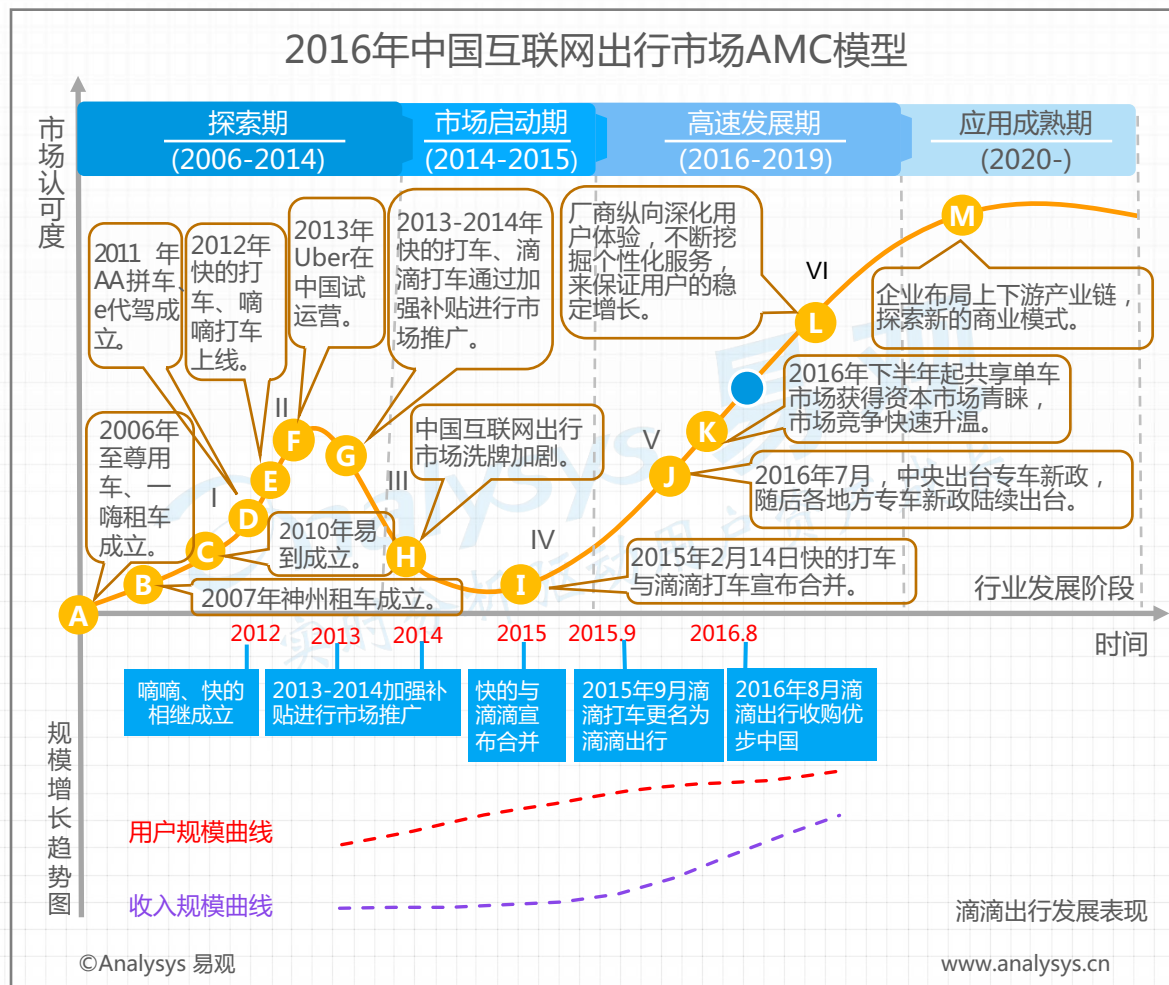 2016年中国互联网出行市场AMC模型
市场认可度
探索期
(2006-2014)
市场启动期
(2014-2015)
高速发展期
(2016-2019)
应用成熟期
(2020-)
2011 年
AA拼车、
e代驾成
立。
2012年
快的打
车、嘀
嘀打车
上线。
2013年
Uber在
中国试
运营。
2013-2014年
快的打车、滴
滴打车通过加
强补贴进行市
场推广。
厂商纵向深化用
户体验，不断挖
掘个性化服务，
来保证用户的稳
定增长。
企业布局上下游产业链，
探索新的商业模式。
2006年
至尊用
车、一
嗨租车
成立。
中国互联网出行
市场洗牌加剧。
2016年下半年起共享单车
市场获得资本市场青睐，
市场竞争快速升温。
2016年7月，中央出台专车新政，
随后各地方专车新政陆续出台。
2010年易
到成立。
2007年神州租车成立。
2015年2月14日快的打车
与滴滴打车宣布合并。
I
II
III
IV
V
VI
A
B
C
D
E
F
G
H
I
J
K
L
M
易观
Analysys
实时分析驱动用户资产成长
行业发展阶段
时间
2012
2013
2014
2015
2015.9
2016.8
嘀嘀、快的
相继成立
2013-2014加强补
贴进行市场推广
快的与
滴滴宣
布合并
2015年9月滴
滴打车更名为
滴滴出行
2016年8月滴
滴出行收购优
步中国
规模增长趋势图
用户规模曲线
收入规模曲线
滴滴出行发展表现
©Analysys 易观
www.analysys.cn